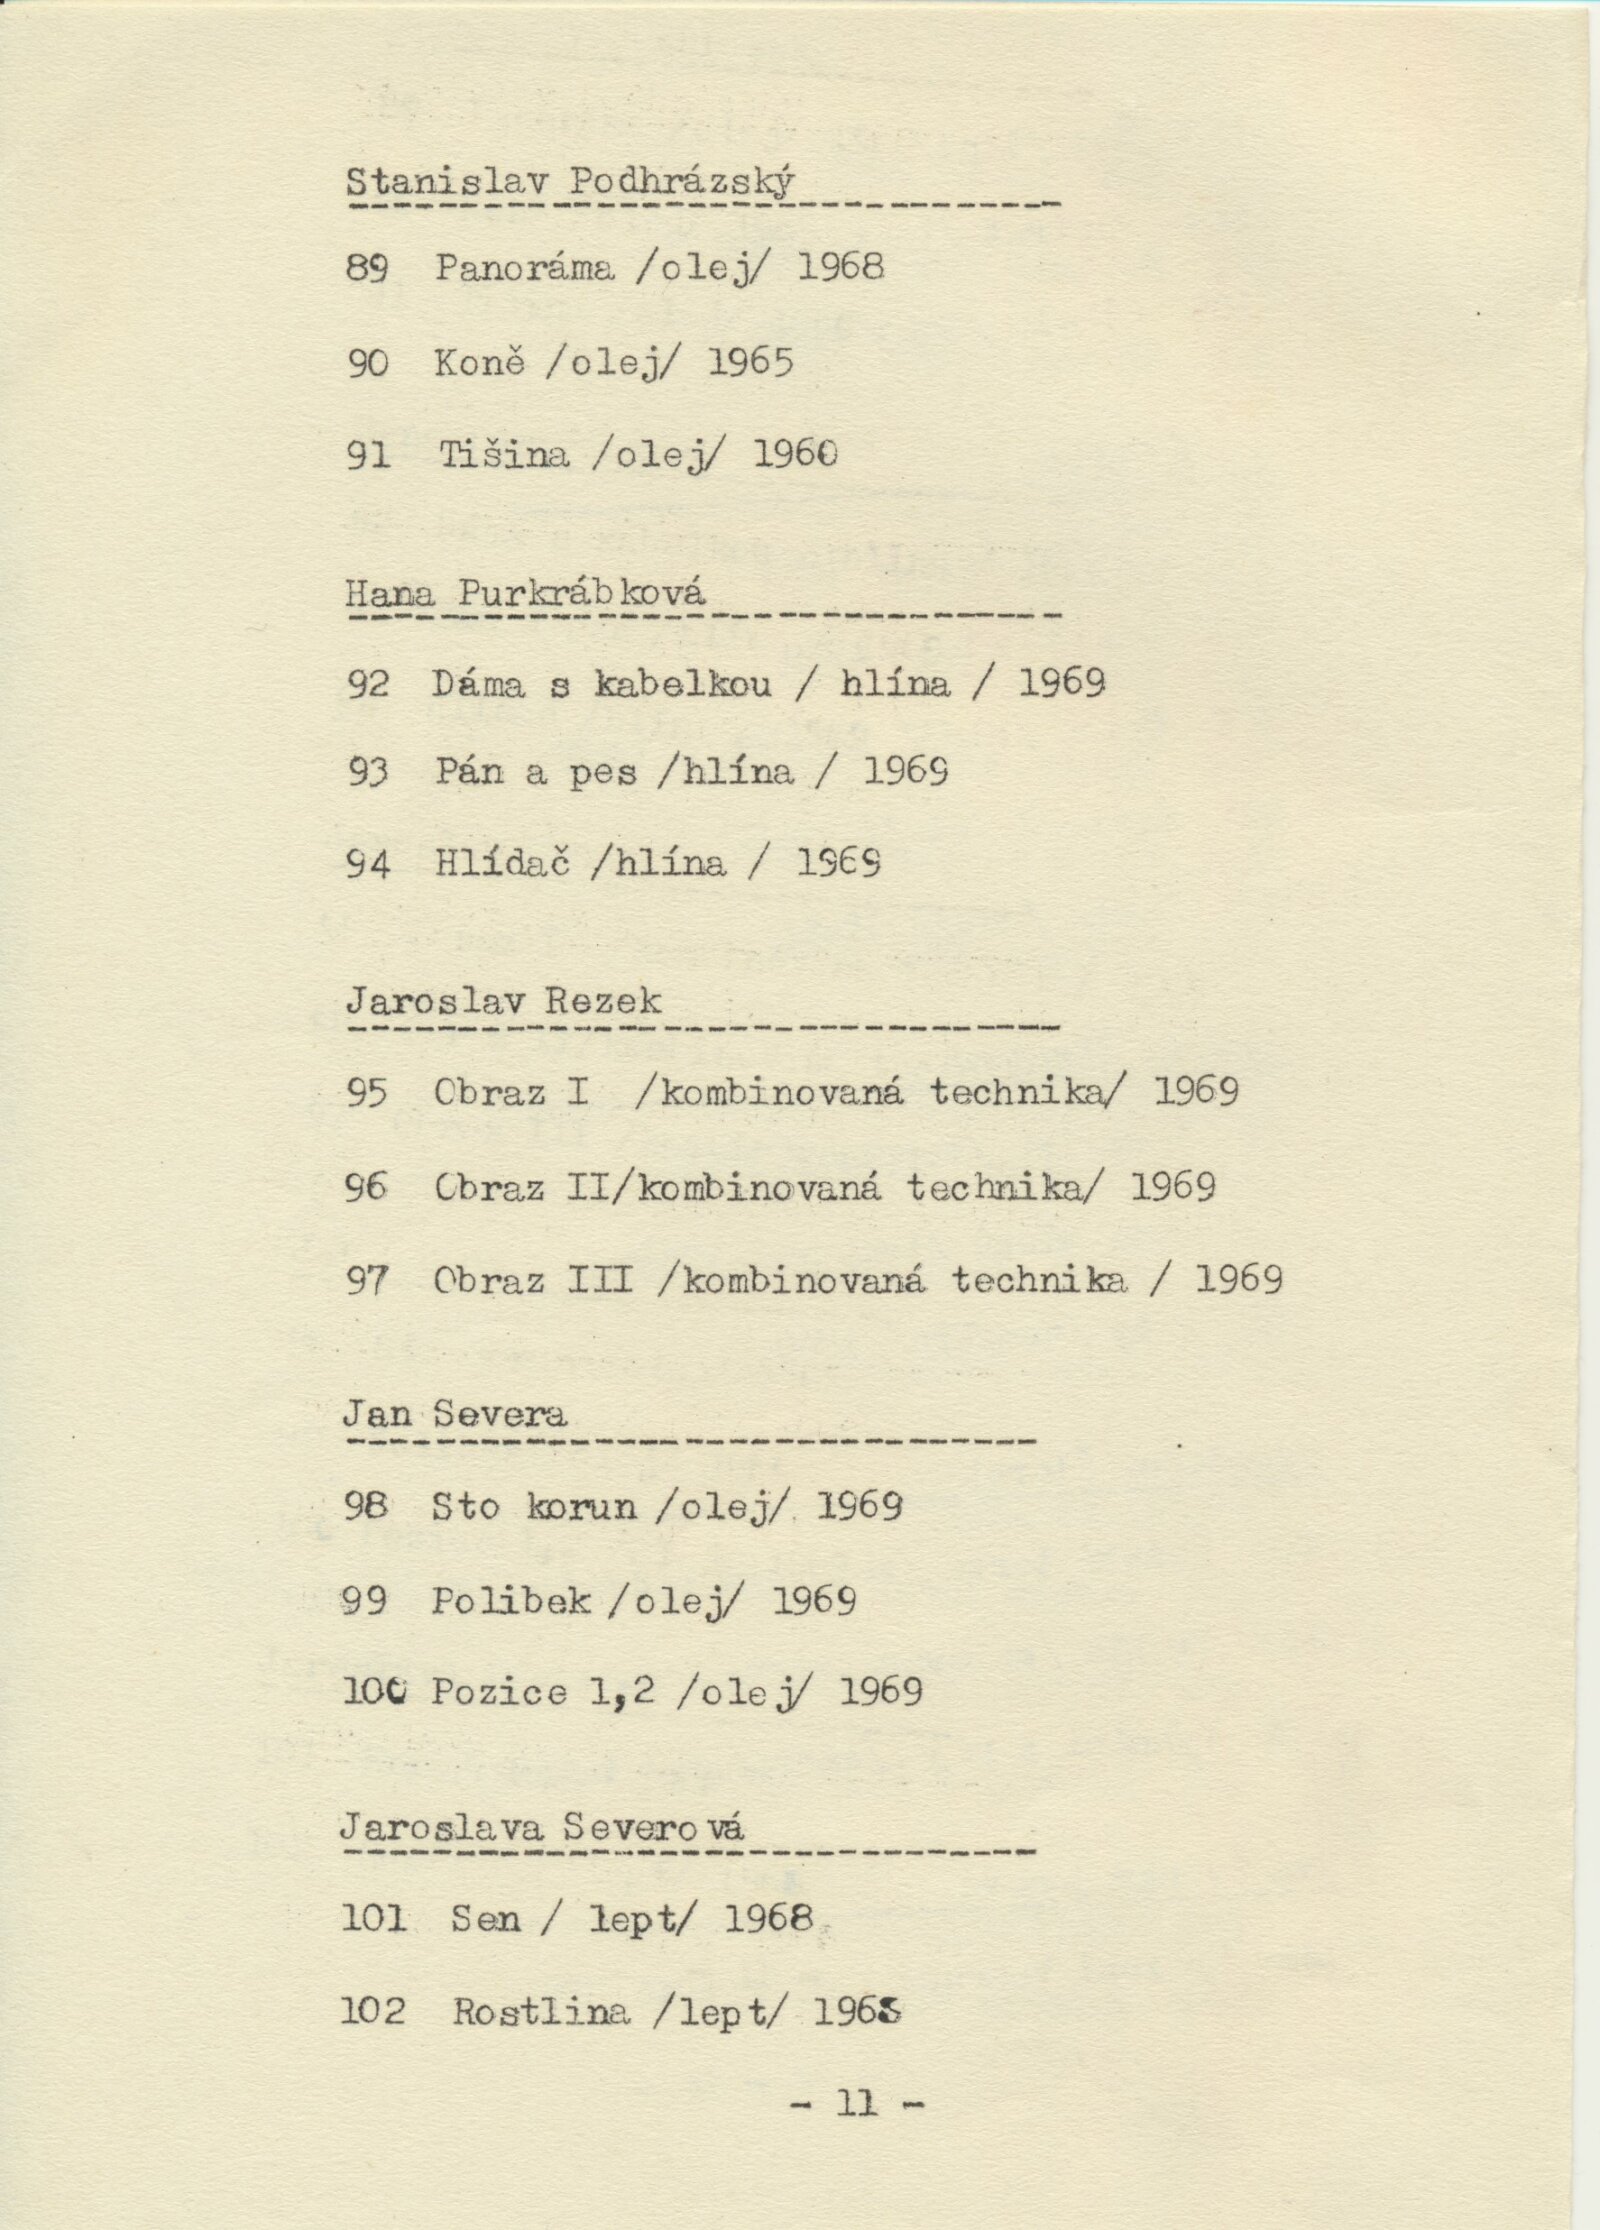 Stanislav Podhrázský
89 Panoráma /olej/ 1968
90 Koně /olej/ 1965
91 Tišina /olej/ 1960
Hana Purkrábková
92 Dáma s kabelkou / hlína / 1969
93 Pán a pes /hlína / 1969
94 Hlídač /hlína / 1969
Jaroslav Rezek
95 Obraz I /kombinovaná technika/ 1969
96 Obraz II/kombinovaná technika/ 1969
97 Obraz III /kombinovaná technika / 1969
Jan Severa
98 Sto korun /olej/ 1969
99 Polibek /olej/ 1969
100 Pozice 1,2 /olej/ 1969
Jaroslava Severová
101 Sen / lept/ 1968
102 Rostlina /lept/
- 11 -